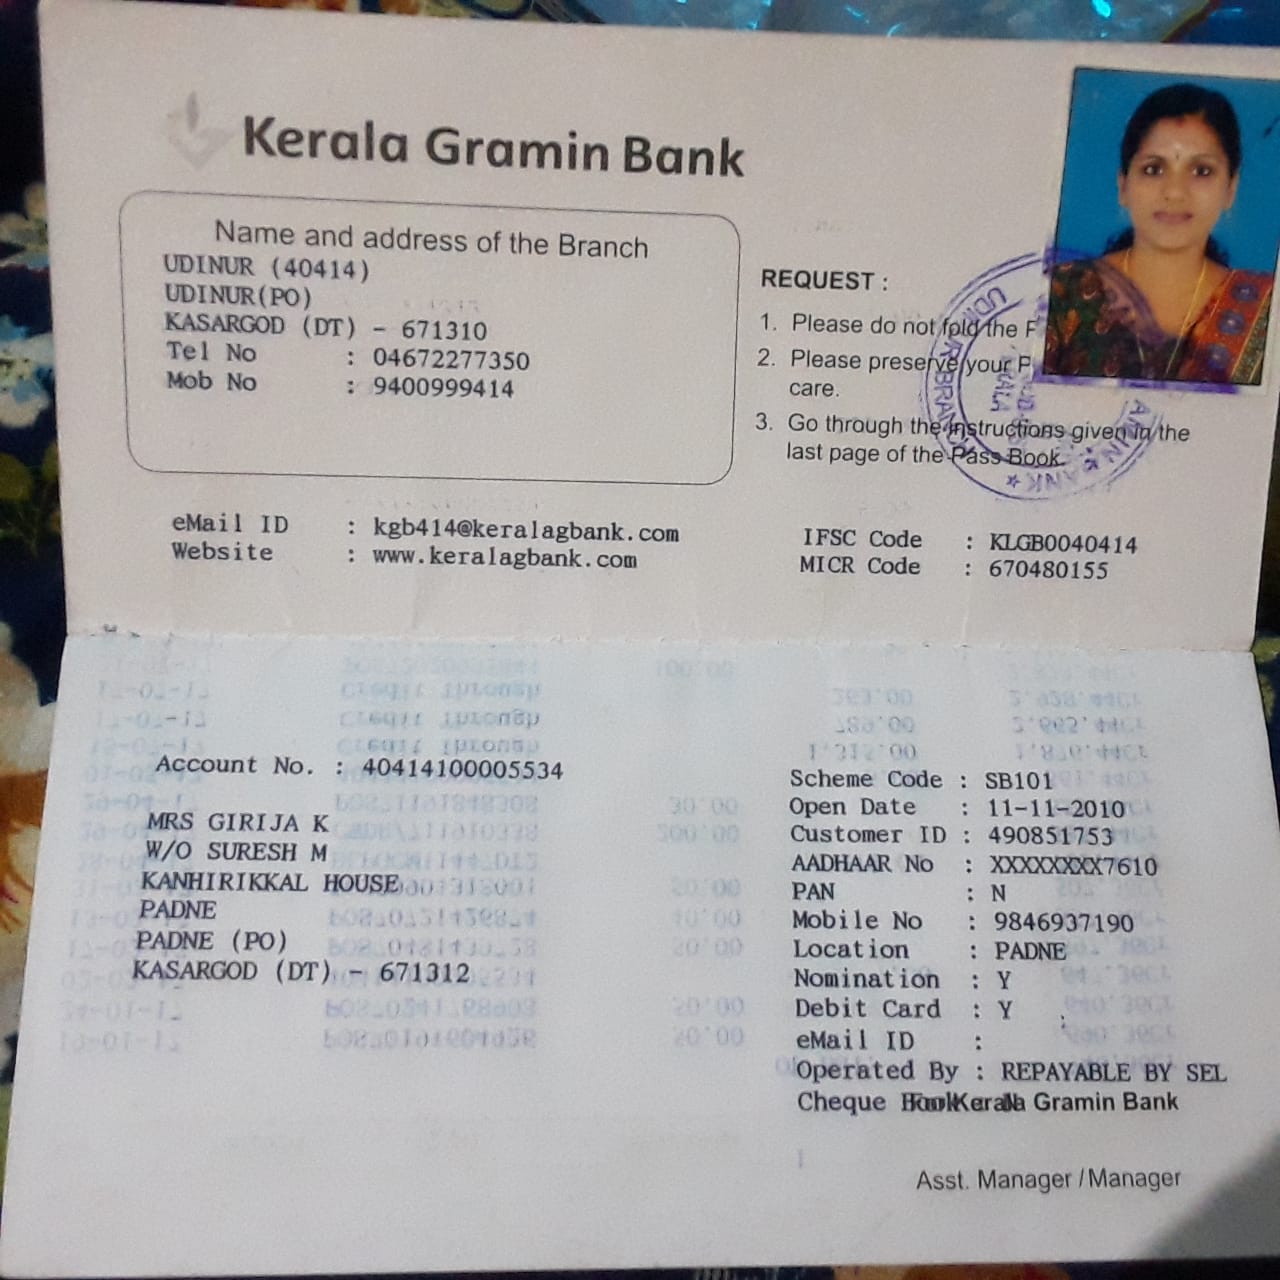 Kerala Gramin Bank
Name and address of the Branch
UDINUR (40414)
UDINUR(PO)
KASARGOD (DT) - 671310
Tel No : 04672277350
Mob No : 9400999414
REQUEST :
1. Please do not fold the
2. Please preserve your
care.
3. Go through the instructions given in the
last page of the Pass Book.
UDINUR BRANCH
eMail ID : kgb414@keralagbank.com
Website : www.keralagbank.com
IFSC Code : KLGB0040414
MICR Code : 670480155
Account No. : 40414100005534
MRS GIRIJA K
W/O SURESH M
KANHIRIKKAL HOUSE
PADNE
PADNE (PO)
KASARGOD (DT) - 671312
Scheme Code : SB101
Open Date : 11-11-2010
Customer ID : 490851753
AADHAAR No : XXXXXXXX7610
PAN : N
Mobile No : 9846937190
Location : PADNE
Nomination : Y
Debit Card : Y
eMail ID :
Operated By : REPAYABLE BY SEL
Cheque Kerala Gramin Bank
Asst. Manager / Manager